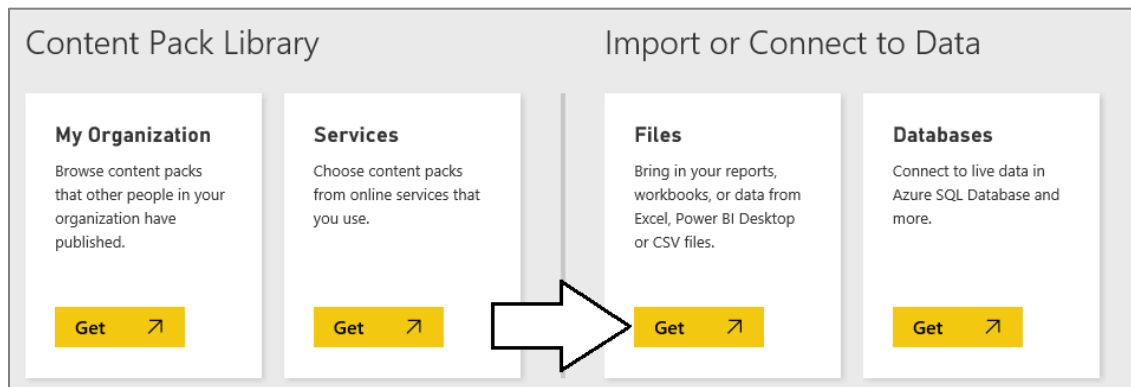 Content Pack Library
Import or Connect to Data
My Organization
Browse content packs
that other people in your
organization have
published.
Get
Services
Choose content packs
from online services that
you use.
Get
Files
Bring in your reports,
workbooks, or data from
Excel, Power BI Desktop
or CSV files.
Get
Databases
Connect to live data in
Azure SQL Database and
more.
Get